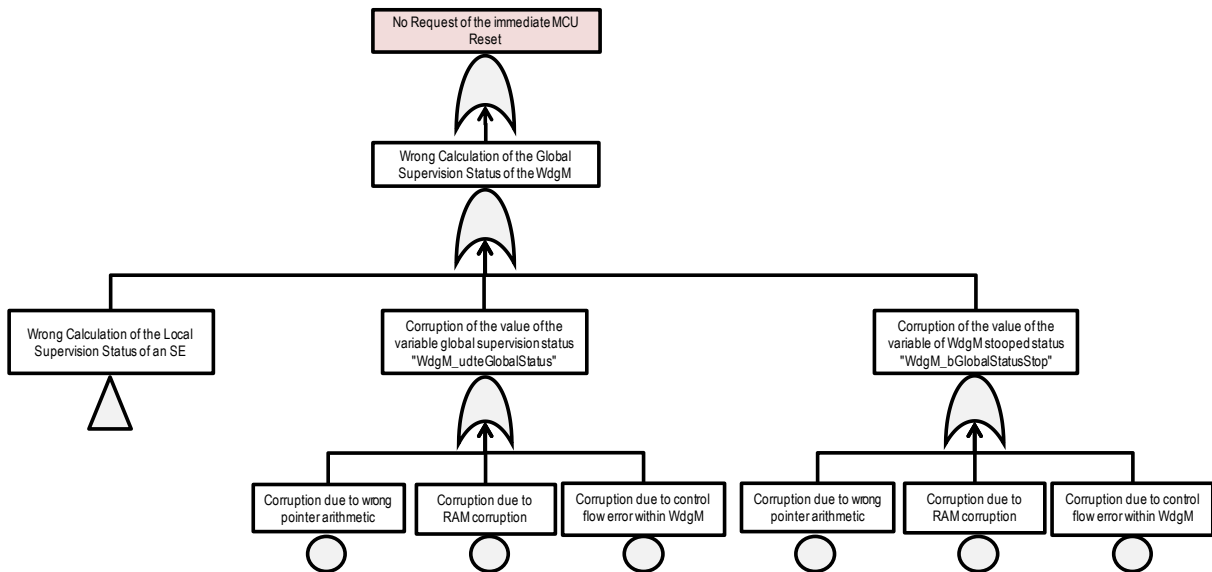 No Request of the immediate MCU
Reset
Wrong Calculation of the Global
Supervision Status of the WdgM
Wrong Calculation of the Local
Supervision Status of an SE
Corruption of the value of the
variable global supervision status
"WdgM_udteGlobalStatus"
Corruption of the value of the
variable of WdgM stooped status
"WdgM_bGlobalStatusStop"
Corruption due to wrong
pointer arithmetic
Corruption due to
RAM corruption
Corruption due to control
flow error within WdgM
Corruption due to wrong
pointer arithmetic
Corruption due to
RAM corruption
Corruption due to control
flow error within WdgM